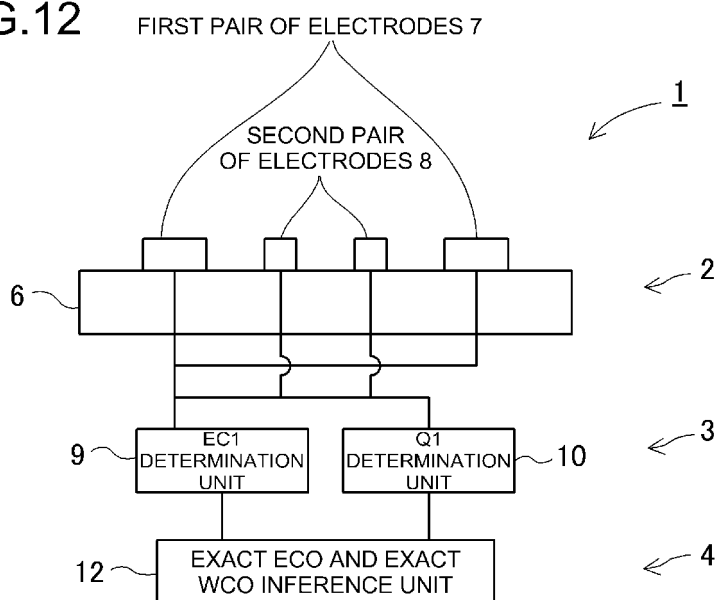 G.12
FIRST PAIR OF ELECTRODES 7
1
SECOND PAIR
OF ELECTRODES 8
2
6
3
9
EC1
DETERMINATION
UNIT
Q1
DETERMINATION
UNIT
10
4
12
EXACT ECO AND EXACT
WCO INFERENCE UNIT